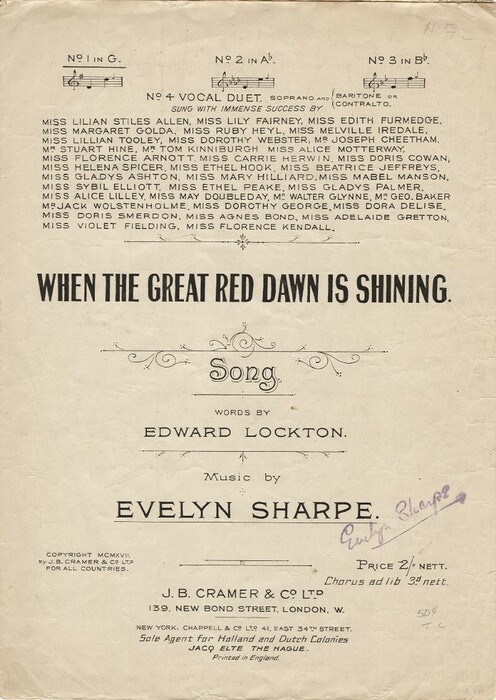 $1.50
T C
No 1 IN G. No 2 IN A♭. No 3 IN B♭.
No 4 VOCAL DUET, SOPRANO AND (BARITONE OR
(CONTRALTO.
SUNG WITH IMMENSE SUCCESS BY
MISS LILIAN STILES ALLEN, MISS LILY FAIRNEY, MISS EDITH FURMEDGE,
MISS MARGARET GOLDA, MISS RUBY HEYL, MISS MELVILLE IREDALE,
MISS LILLIAN TOOLEY, MISS DOROTHY WEBSTER, MR JOSEPH CHEETHAM,
MR STUART HINE, MR TOM KINNIBURGH MISS ALICE MOTTERWAY,
MISS FLORENCE ARNOTT, MISS CARRIE HERWIN, MISS DORIS COWAN,
MISS HELENA SPICER, MISS ETHEL HOOK, MISS BEATRICE JEFFREYS,
MISS GLADYS ASHTON, MISS MARY HILLIARD, MISS MABEL MANSON,
MISS SYBIL ELLIOTT, MISS ETHEL PEAKE, MISS GLADYS PALMER,
MISS ALICE LILLEY, MISS MAY DOUBLEDAY, MR WALTER GLYNNE, MR GEO. BAKER
MR JACK WOLSTENHOLME, MISS DOROTHY GEORGE, MISS DORA DELISE,
MISS DORIS SMERDON, MISS AGNES BOND, MISS ADELAIDE GRETTON,
MISS VIOLET FIELDING, MISS FLORENCE KENDALL,
WHEN THE GREAT RED DAWN IS SHINING.
Song
WORDS BY
EDWARD LOCKTON.
Music by
EVELYN SHARPE.
Evelyn Sharpe
COPYRIGHT MCMXVII.
by J.B. CRAMER & CO LTD
FOR ALL COUNTRIES.
PRICE 2/- NETT.
Chorus ad lib 3d nett.
J. B. CRAMER & CO LTD
139, NEW BOND STREET, LONDON, W.
50¢
T. C
NEW YORK: CHAPPELL & CO LTD 41, EAST 34TH STREET.
Sole Agent for Holland and Dutch Colonies
JACQ ELTE THE HAGUE.
Printed in England.